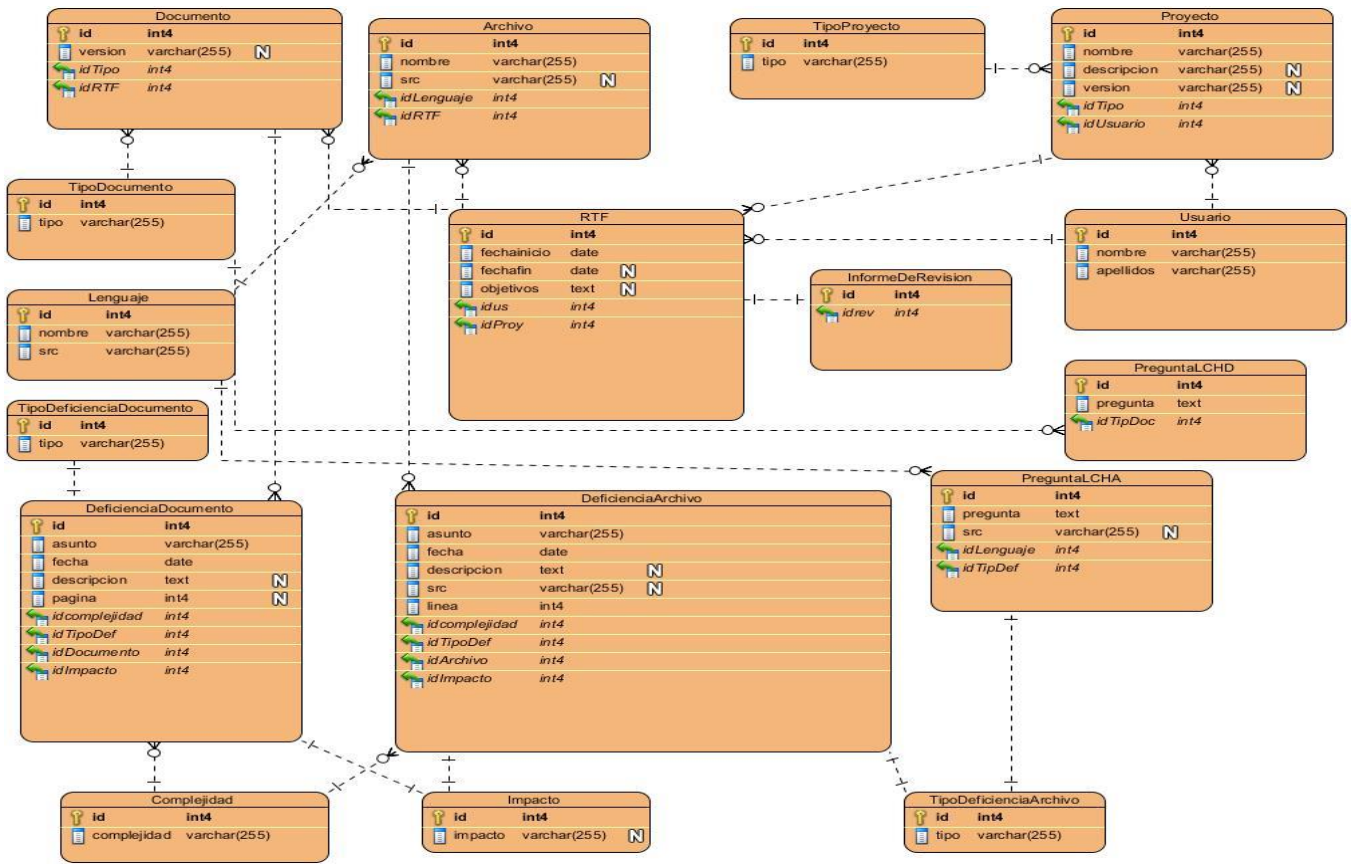 Documento
id int4
version varchar(255) N
idTipo int4
idRTF int4
Archivo
id int4
nombre varchar(255)
src varchar(255) N
idLenguaje int4
idRTF int4
TipoProyecto
id int4
tipo varchar(255)
Proyecto
id int4
nombre varchar(255)
descripcion varchar(255) N
version varchar(255) N
idTipo int4
idUsuario int4
TipoDocumento
id int4
tipo varchar(255)
RTF
id int4
fechainicio date
fechafin date N
objetivos text N
idus int4
idProy int4
Usuario
id int4
nombre varchar(255)
apellidos varchar(255)
InformeDeRevision
id int4
idrev int4
Lenguaje
id int4
nombre varchar(255)
src varchar(255)
PreguntaLCHD
id int4
pregunta text
idTipDoc int4
TipoDeficienciaDocumento
id int4
tipo varchar(255)
PreguntaLCHA
id int4
pregunta text
src varchar(255) N
idLenguaje int4
idTipDef int4
DeficienciaDocumento
id int4
asunto varchar(255)
fecha date
descripcion text N
pagina int4 N
idcomplejidad int4
idTipoDef int4
idDocumento int4
idImpacto int4
DeficienciaArchivo
id int4
asunto varchar(255)
fecha date
descripcion text N
src varchar(255) N
linea int4
idcomplejidad int4
idTipoDef int4
idArchivo int4
idImpacto int4
Complejidad
id int4
complejidad varchar(255)
Impacto
id int4
impacto varchar(255) N
TipoDeficienciaArchivo
id int4
tipo varchar(255)